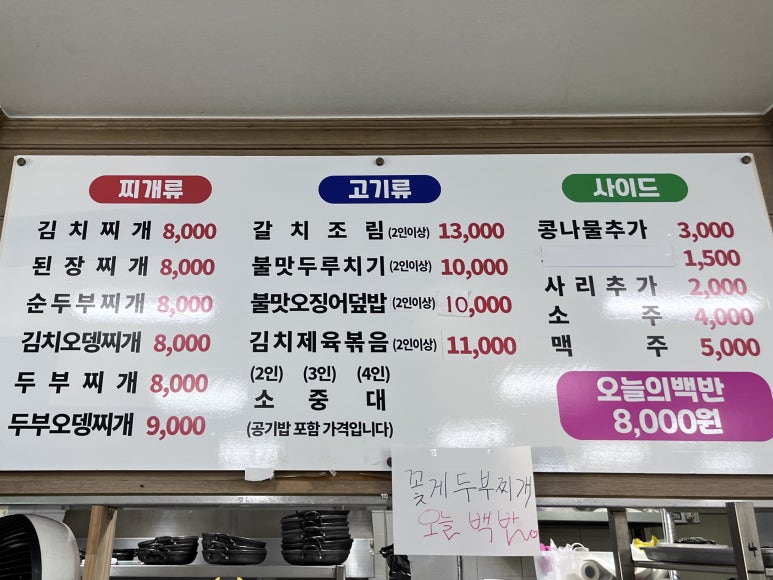 찌개류
김치찌개 8,000
된장찌개 8,000
순두부찌개 8,000
김치오뎅찌개 8,000
두부찌개 8,000
두부오뎅찌개 9,000
고기류
갈치조림 (2인이상) 13,000
불맛두루치기 (2인이상) 10,000
불맛오징어덮밥 (2인이상) 10,000
김치제육볶음 (2인이상) 11,000
(2인) (3인) (4인)
소 중 대
(공기밥 포함 가격입니다)
사이드
콩나물추가 3,000
1,500
사리추가 2,000
소주 4,000
맥주 5,000
오늘의백반
8,000원
꽃게두부찌개
오늘 백반